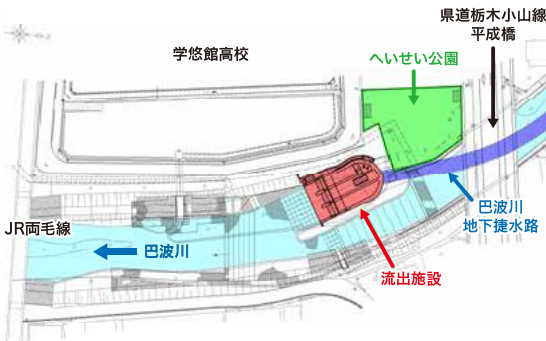 県道栃木小山線
平成橋
学悠館高校
へいせい公園
JR両毛線
巴波川
巴波川
地下捷水路
流出施設